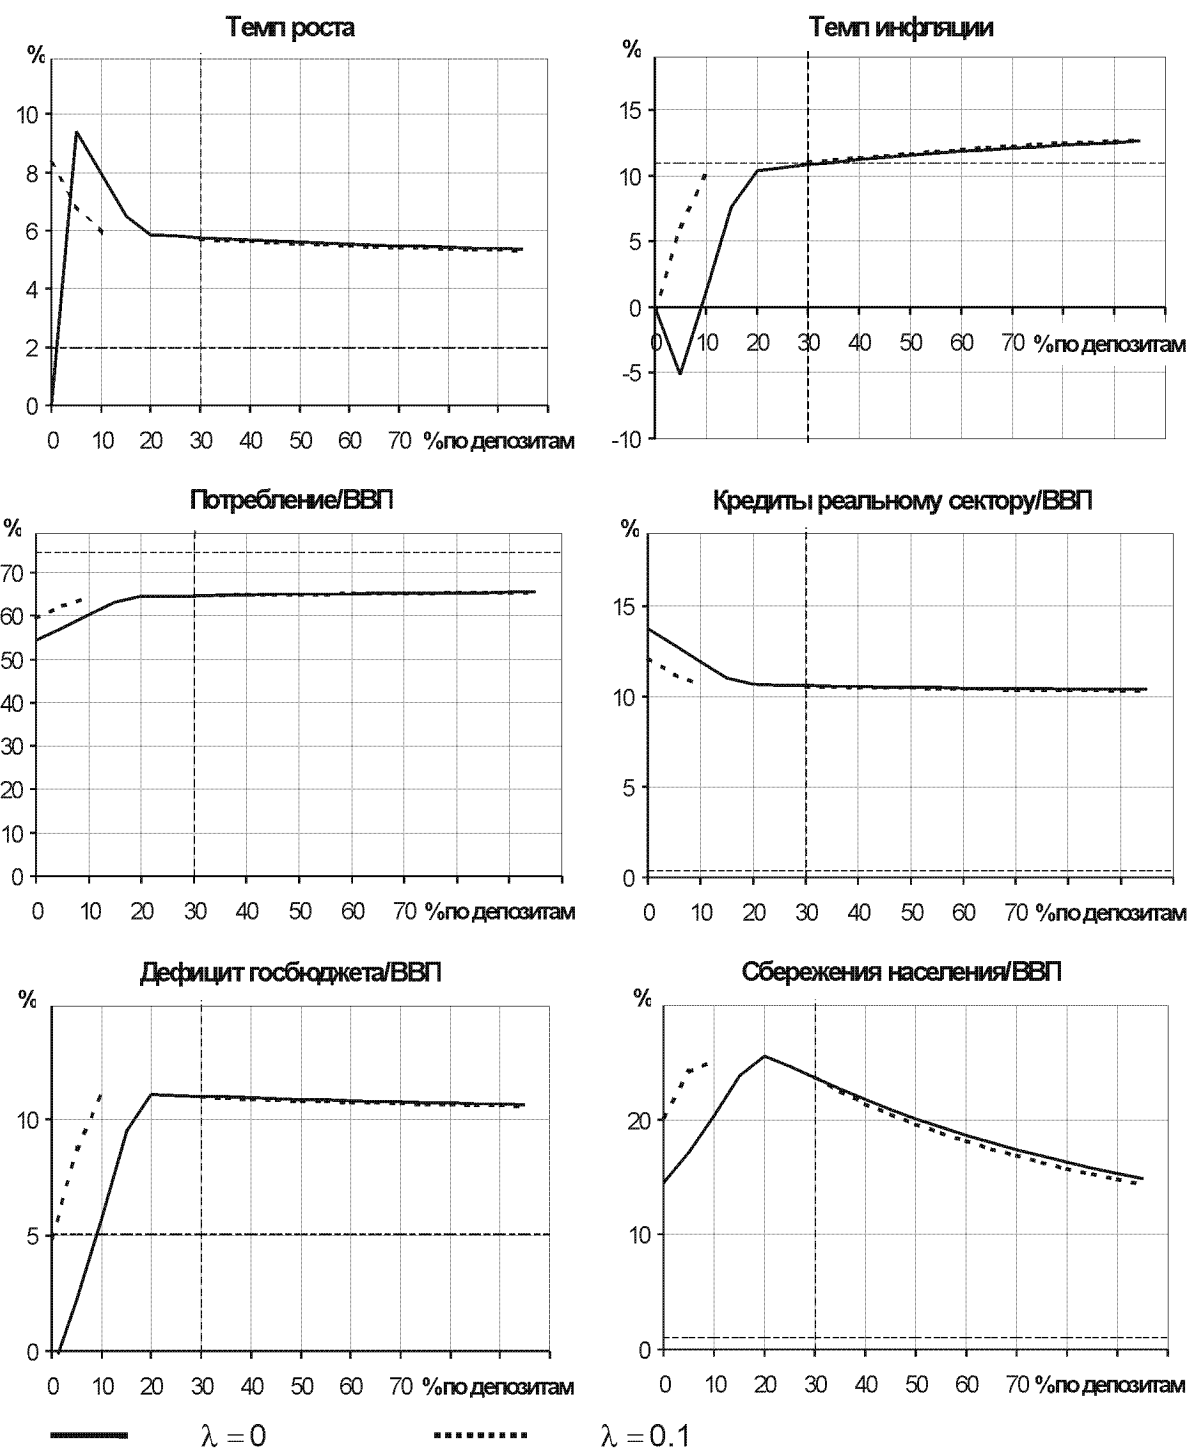 Темп роста
%
10
8
6
4
2
0
0 10 20 30 40 50 60 70 %по депозитам
Темп инфляции
%
15
10
5
0
-5
-10
0 10 20 30 40 50 60 70 %по депозитам
Потребление/ВВП
%
70
60
50
40
30
20
10
0
0 10 20 30 40 50 60 70 %по депозитам
Кредиты реальному сектору/ВВП
%
15
10
5
0
0 10 20 30 40 50 60 70 %по депозитам
Дефицит госбюджета/ВВП
%
10
5
0
0 10 20 30 40 50 60 70 %по депозитам
Сбережения населения/ВВП
%
20
10
0
0 10 20 30 40 50 60 70 %по депозитам
λ = 0 λ = 0.1